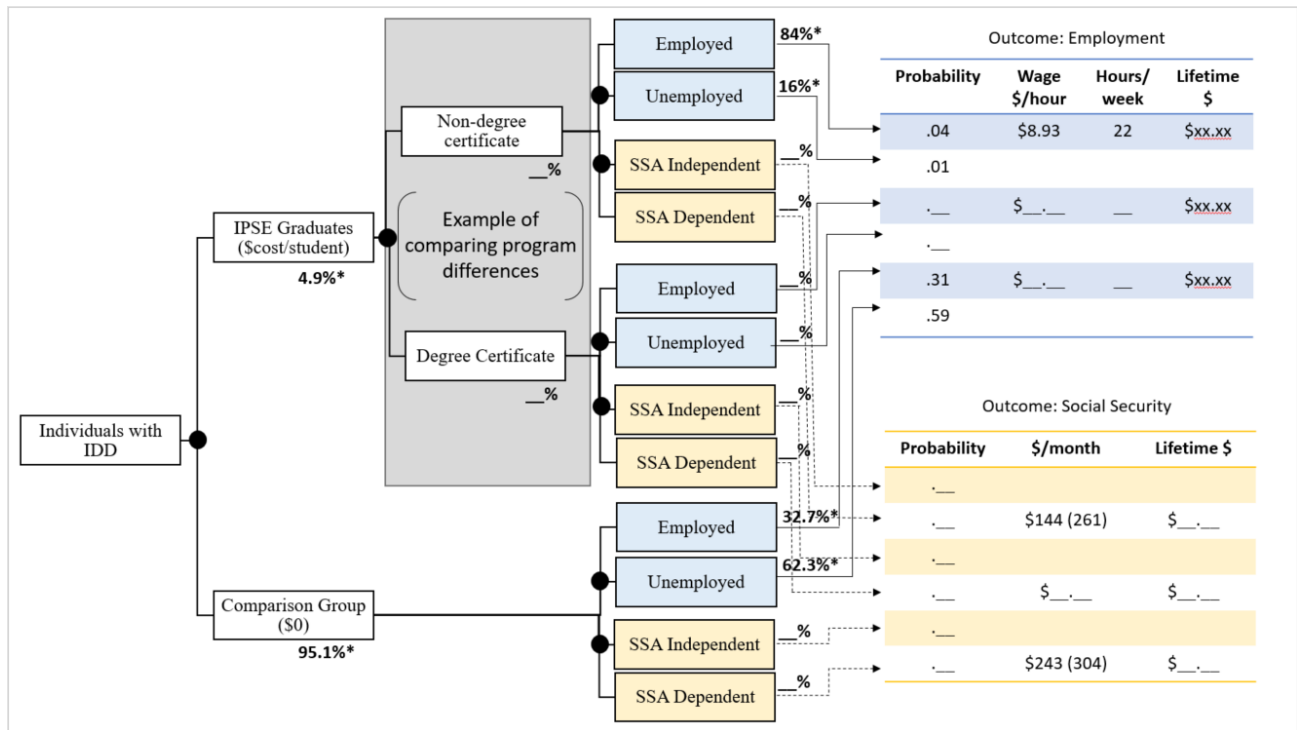 Individuals with
IDD
IPSE Graduates
($cost/student)
4.9%*
Comparison Group
($0)
95.1%*
Non-degree
certificate
__%
Example of
comparing program
differences
Degree Certificate
__%
Employed
84%*
Unemployed
16%*
SSA Independent
__%
SSA Dependent
__%
Employed
__%
Unemployed
__%
SSA Independent
__%
SSA Dependent
__%
Employed
32.7%*
Unemployed
62.3%*
SSA Independent
__%
SSA Dependent
__%
Outcome: Employment
Probability Wage Hours/ Lifetime
$/hour week $
.04 $8.93 22 $xx.xx
.01
.__ $__.__ __ $xx.xx
.__
.31 $__.__ __ $xx.xx
.59
Outcome: Social Security
Probability $/month Lifetime $
.__
.__ $144 (261) $__.__
.__
.__ $__.__ $__.__
.__
.__ $243 (304) $__.__